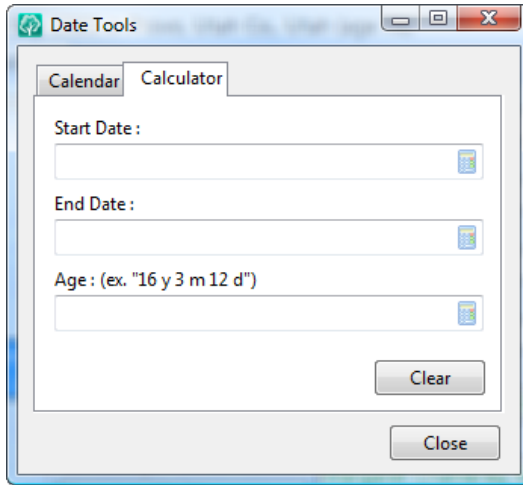 Date Tools
Calendar Calculator
Start Date :
End Date :
Age : (ex. "16 y 3 m 12 d")
Clear
Close